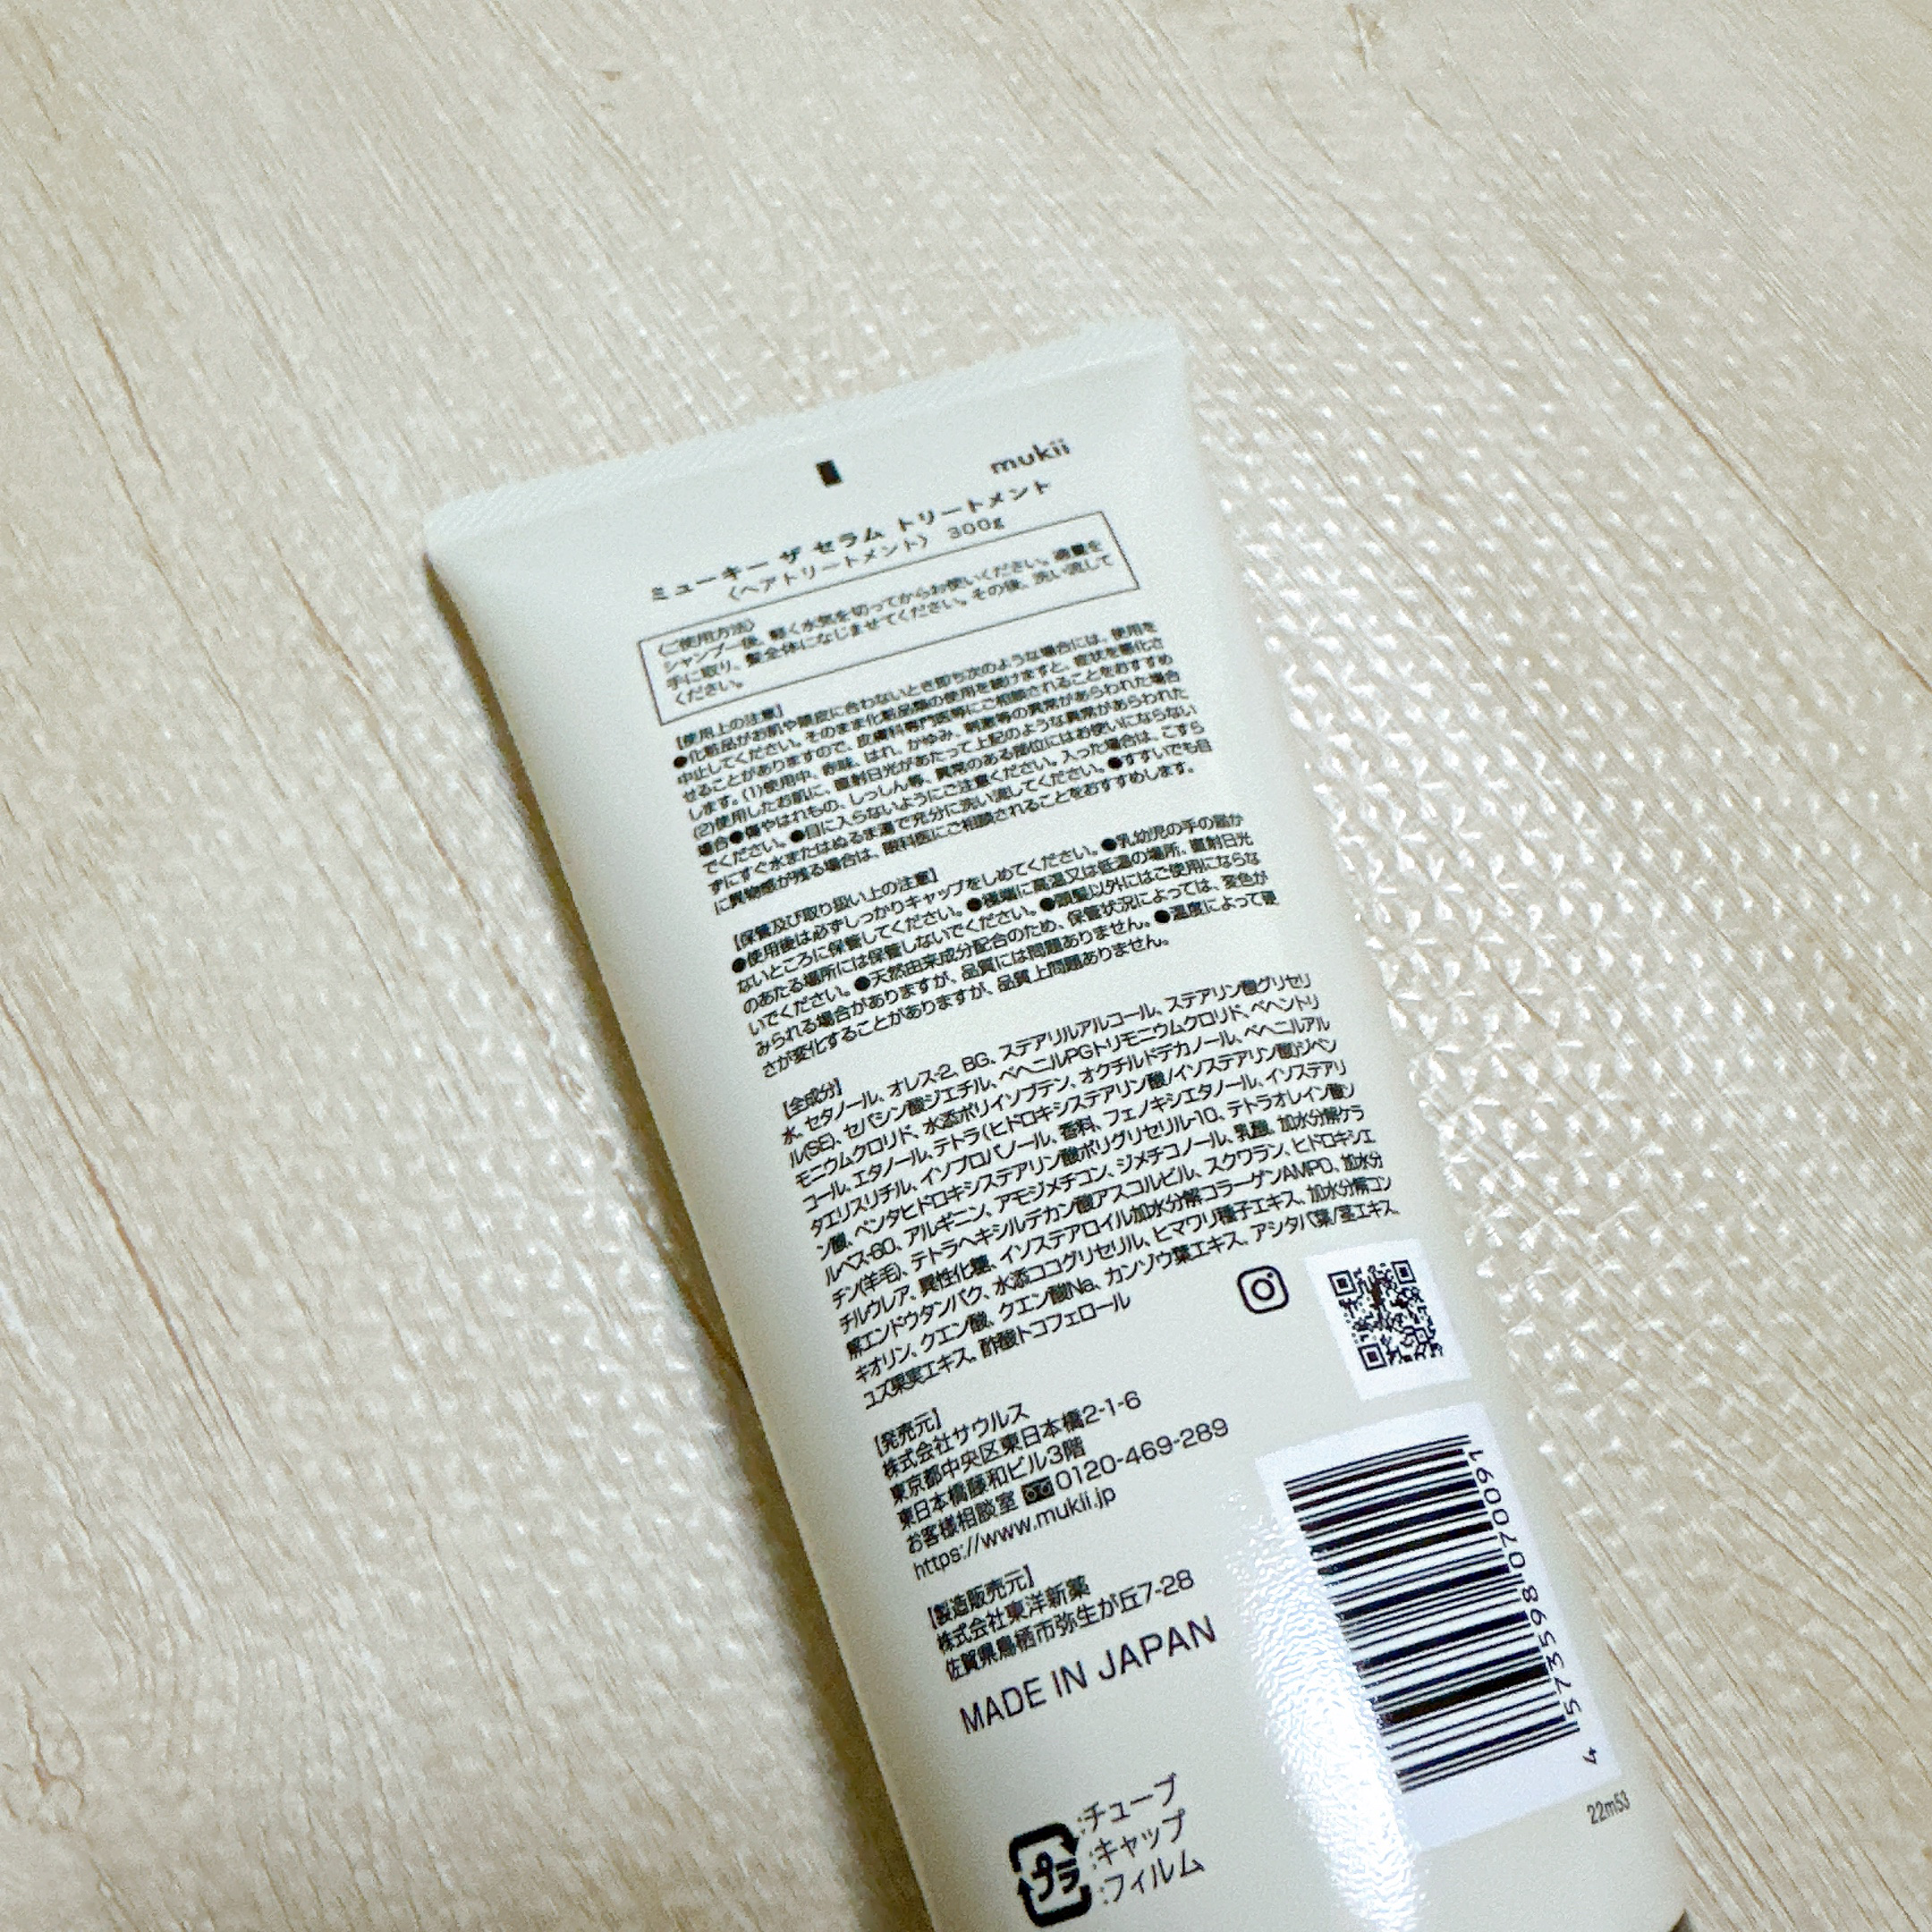 mukii
ミューキー ザ セラム トリートメント
〈ヘアトリートメント〉 300g
〈ご使用方法〉
シャンプー後、軽く水気を切ってからお使いください。適量を
手に取り、髪全体になじませてください。その後、洗い流して
ください。
【使用上の注意】
●化粧品がお肌や頭皮に合わないとき即ち次のような場合には、使用を
中止してください。そのまま化粧品類の使用を続けますと、症状を悪化さ
せることがありますので、皮膚科専門医等にご相談されることをおすすめ
します。(1)使用中、赤味、はれ、かゆみ、刺激等の異常があらわれた場合
(2)使用したお肌に、直射日光があたって上記のような異常があらわれた
場合●傷やはれもの、しっしん等、異常のある部位にはお使いにならない
でください。●目に入らないようにご注意ください。入った場合は、こすら
ずにすぐ水またはぬるま湯で充分に洗い流してください。●すすいでも目
に異物感が残る場合は、眼科医にご相談されることをおすすめします。
【保管及び取り扱い上の注意】
●使用後は必ずしっかりキャップをしめてください。●乳幼児の手の届か
ないところに保管してください。●極端に高温又は低温の場所、直射日光
のあたる場所には保管しないでください。●頭髪以外にはご使用にならな
いでください。●天然由来成分配合のため、保管状況によっては、変色が
みられる場合がありますが、品質には問題ありません。●温度によって硬
さが変化することがありますが、品質上問題ありません。
【全成分】
水、セタノール、オレス-2、BG、ステアリルアルコール、ステアリン酸グリセリ
ル(SE)、セバシン酸ジエチル、ベヘニルPGトリモニウムクロリド、ベヘントリ
モニウムクロリド、水添ポリイソブテン、オクチルドデカノール、ベヘニルアル
コール、エタノール、テトラ(ヒドロキシステアリン酸/イソステアリン酸)ジペン
タエリスリチル、イソプロパノール、香料、フェノキシエタノール、イソステアリ
ン酸、ペンタヒドロキシステアリン酸ポリグリセリル-10、テトラオレイン酸ソ
ルベス-60、アルギニン、アモジメチコン、ジメチコノール、乳酸、加水分解ケラ
チン(羊毛)、テトラヘキシルデカン酸アスコルビル、スクワラン、ヒドロキシエ
チルウレア、異性化糖、イソステアロイル加水分解コラーゲンAMPD、加水分
解エンドウタンパク、水添ココグリセリル、ヒマワリ種子エキス、加水分解コン
キオリン、クエン酸、クエン酸Na、カンゾウ葉エキス、アシタバ葉/茎エキス、
ユズ果実エキス、酢酸トコフェロール
【発売元】
株式会社サウルス
東京都中央区東日本橋2-1-6
東日本橋藤和ビル3階
お客様相談室 0120-469-289
https://www.mukii.jp
【製造販売元】
株式会社東洋新薬
佐賀県鳥栖市弥生が丘7-28
MADE IN JAPAN
4 573598 070091
22m53
プラ
:チューブ
:キャップ
:フィルム